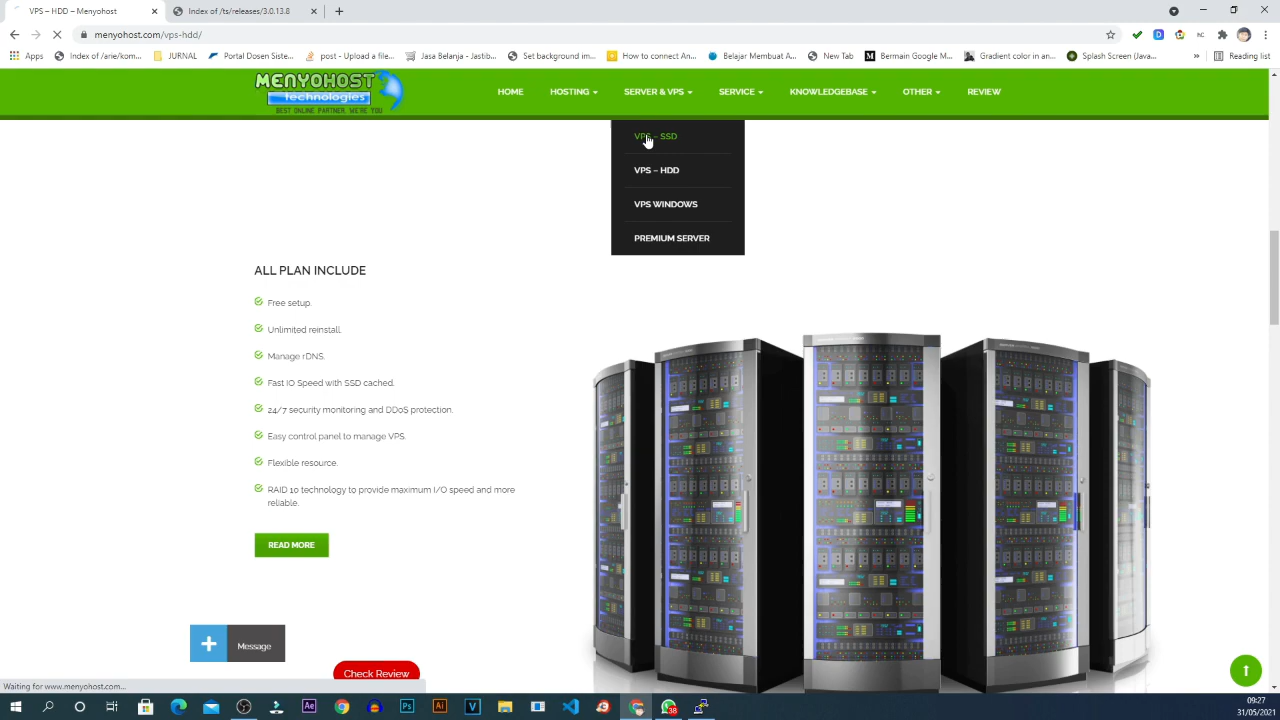 VPS – HDD – Menyohost
Index of /ts/releases/3.0.13.8
menyohost.com/vps-hdd/
Apps
Index of /arie/kom...
JURNAL
Portal Dosen Siste...
post - Upload a file...
Jasa Belanja - Jastib...
Set background im...
How to connect An...
Belajar Membuat A...
New Tab
Bermain Google M...
Gradient color in an...
Splash Screen (Java...
Reading list
MENYOHOST
technologies
BEST ONLINE PARTNER, WE'RE YOU
HOME
HOSTING
SERVER & VPS
SERVICE
KNOWLEDGEBASE
OTHER
REVIEW
VPS – SSD
VPS – HDD
VPS WINDOWS
PREMIUM SERVER
ALL PLAN INCLUDE
Free setup.
Unlimited reinstall.
Manage rDNS.
Fast IO Speed with SSD cached.
24/7 security monitoring and DDoS protection.
Easy control panel to manage VPS.
Flexible resource.
RAID 10 technology to provide maximum I/O speed and more
reliable.
READ MORE
Message
Check Review
Waiting for www.menyohost.com...
38
09:27
31/05/2021